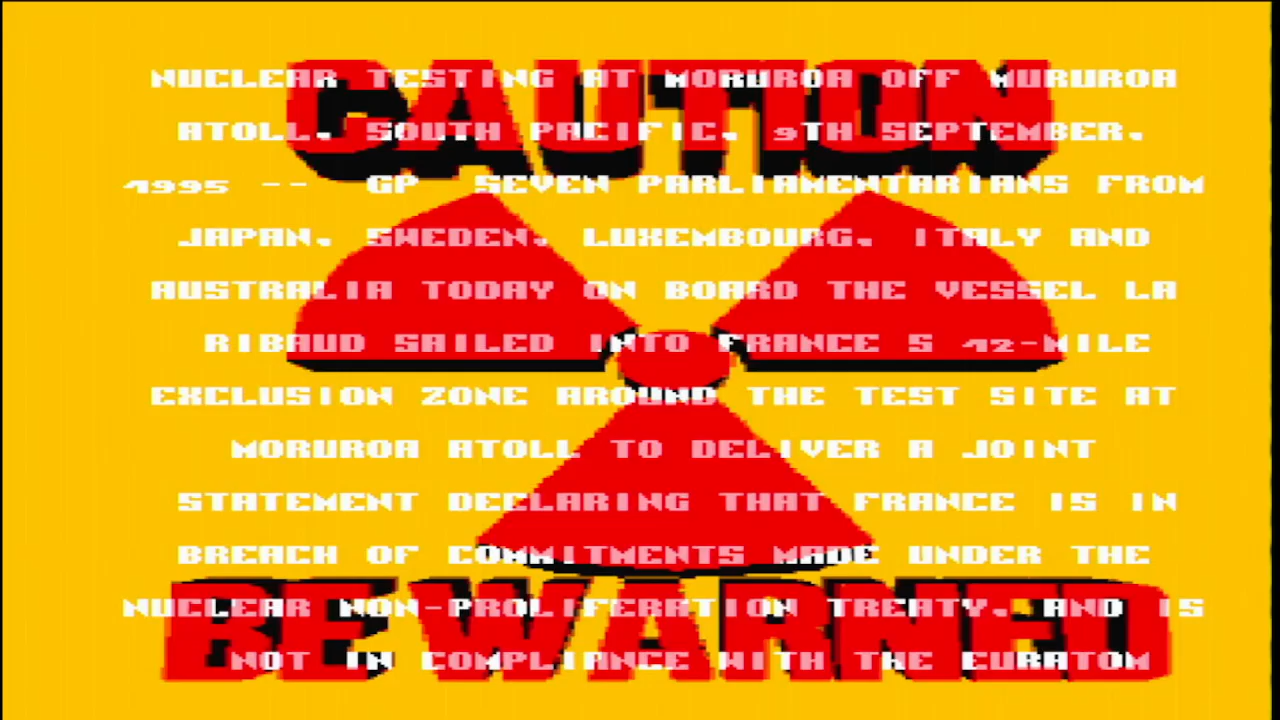 CAUTION
NUCLEAR TESTING AT MORUROA OFF MURUROA
ATOLL, SOUTH PACIFIC, 9TH SEPTEMBER,
1995 -- GP SEVEN PARLIAMENTARIANS FROM
JAPAN, SWEDEN, LUXEMBOURG, ITALY AND
AUSTRALIA TODAY ON BOARD THE VESSEL LA
RIBAUD SAILED INTO FRANCE S 12-MILE
EXCLUSION ZONE AROUND THE TEST SITE AT
MORUROA ATOLL TO DELIVER A JOINT
STATEMENT DECLARING THAT FRANCE IS IN
BREACH OF COMMITMENTS MADE UNDER THE
NUCLEAR NON-PROLIFERATION TREATY, AND IS
NOT IN COMPLIANCE WITH THE EURATOM
BE WARNED